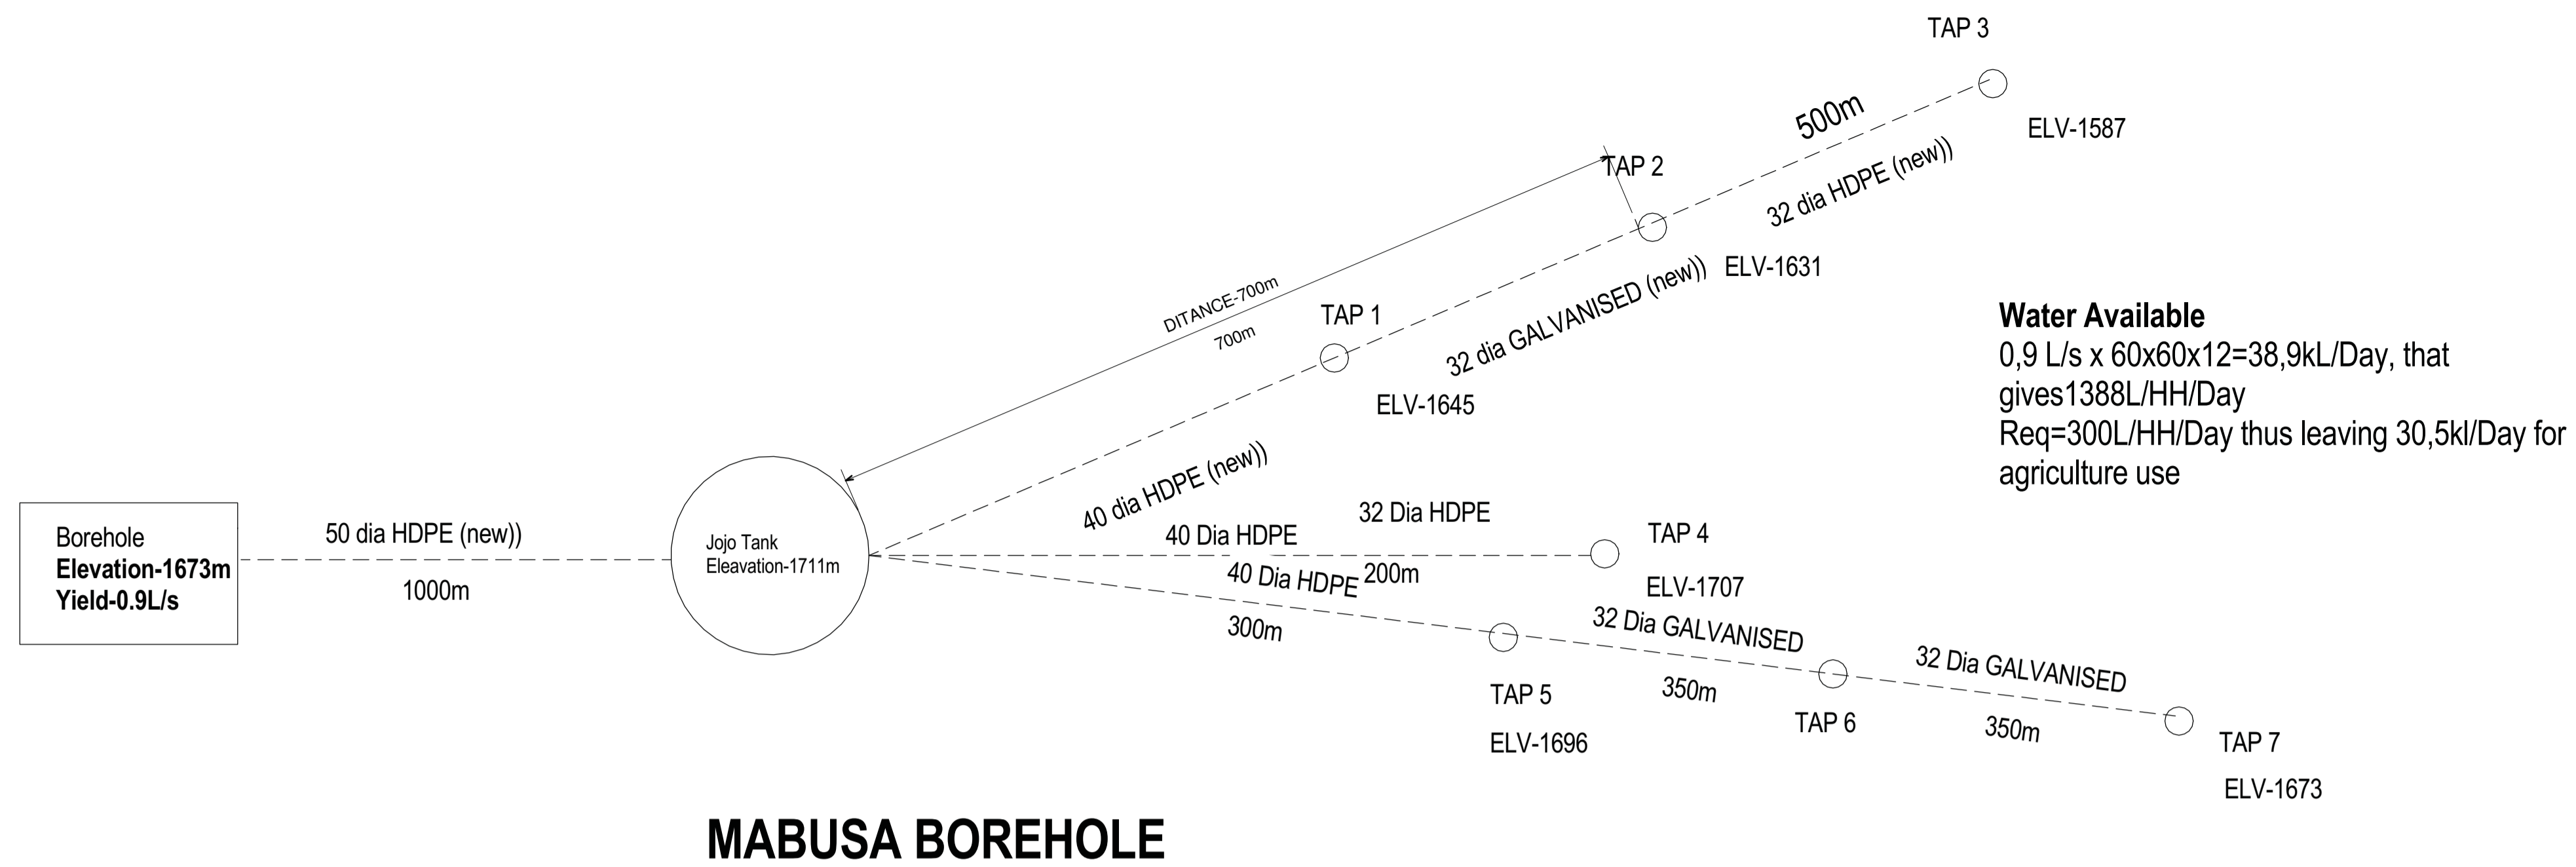 TAP 3
500m
ELV-1587
TAP 2
32 dia HDPE (new))
ELV-1631
DITANCE-700m
700m
TAP 1
32 dia GALVANISED (new))
ELV-1645
Water Available
0,9 L/s x 60x60x12=38,9kL/Day, that
gives1388L/HH/Day
Req=300L/HH/Day thus leaving 30,5kl/Day for
agriculture use
40 dia HDPE (new))
Borehole
Elevation-1673m
Yield-0.9L/s
50 dia HDPE (new))
1000m
Jojo Tank
Eleavation-1711m
40 Dia HDPE
32 Dia HDPE
TAP 4
200m
ELV-1707
40 Dia HDPE
300m
TAP 5
ELV-1696
32 Dia GALVANISED
350m
TAP 6
32 Dia GALVANISED
350m
TAP 7
ELV-1673
MABUSA BOREHOLE